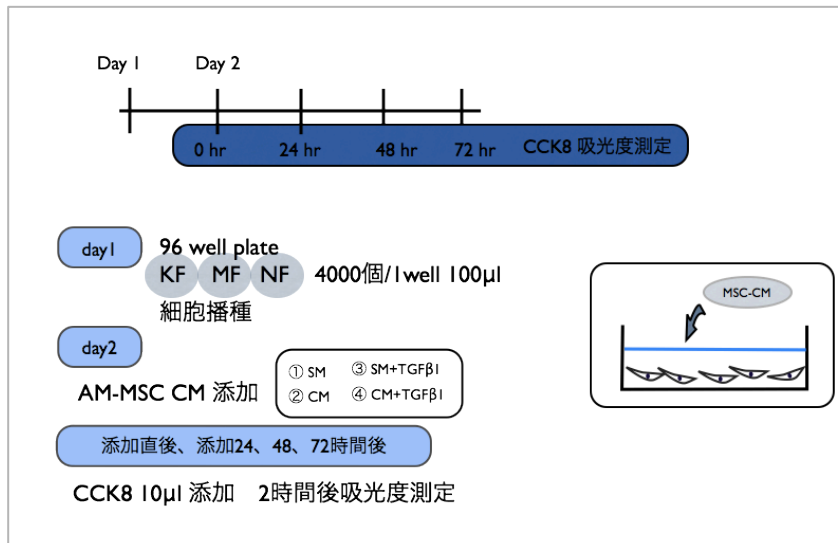 Day 1 Day 2
0 hr 24 hr 48 hr 72 hr CCK8 吸光度測定
day1 96 well plate
KF MF NF 4000個/1well 100μl
細胞播種
day2
AM-MSC CM 添加
① SM ③ SM+TGFβ1
② CM ④ CM+TGFβ1
添加直後、添加24、48、72時間後
CCK8 10μl 添加 2時間後吸光度測定
MSC-CM